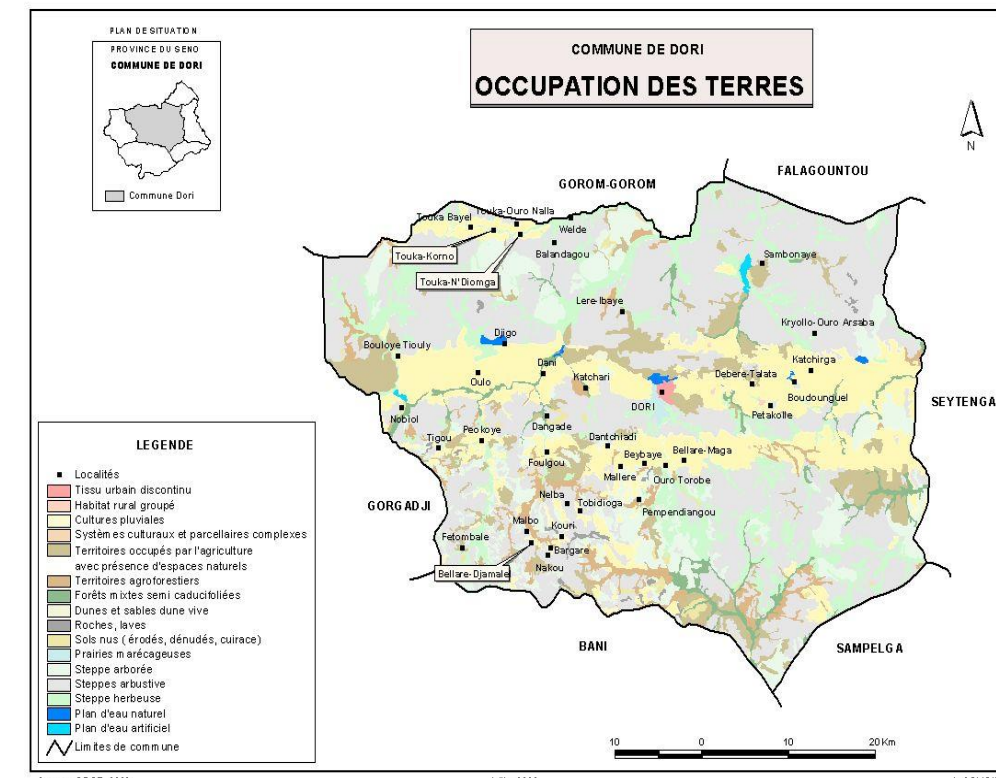 PLAN DE SITUATION
PROVINCE DU SENO
COMMUNE DE DORI
Commune Dori
COMMUNE DE DORI
OCCUPATION DES TERRES
N
FALAGOUNTOU
GOROM-GOROM
Touka-Ouro Nalla
Touka Bayel
Welde
Touka-Korno
Balandagou
Sambonaye
Touka-N'Diomga
Lere-Ibaye
Kryollo-Ouro Arsaba
Djigo
Bouloye Tiouly
Dani
Katchirga
Oulo
Katchari
Debere-Talata
Boudounguel
DORI
SEYTENGA
Nobiol
Petakolle
Dangade
Peokoye
Tigou
Dantchiadi
Bellare-Maga
Foulgou
Beybaye
Mallere
Ouro Torobe
Nelba
Tobidioga
Pempendiangou
GORGADJI
Malbo
Kouri
Fetombale
Bargare
Nakou
Bellare-Djamale
BANI
SAMPELGA
LEGENDE
Localités
Tissu urbain discontinu
Habitat rural groupé
Cultures pluviales
Systèmes culturaux et parcellaires complexes
Territoires occupés par l'agriculture
avec présence d'espaces naturels
Territoires agroforestiers
Forêts mixtes semi caducifoliées
Dunes et sables dune vive
Roches, laves
Sols nus ( érodés, dénudés, cuirace)
Prairies marécageuses
Steppe arborée
Steppes arbustive
Steppe herbeuse
Plan d'eau naturel
Plan d'eau artificiel
Limites de commune
10 0 10 20 Km